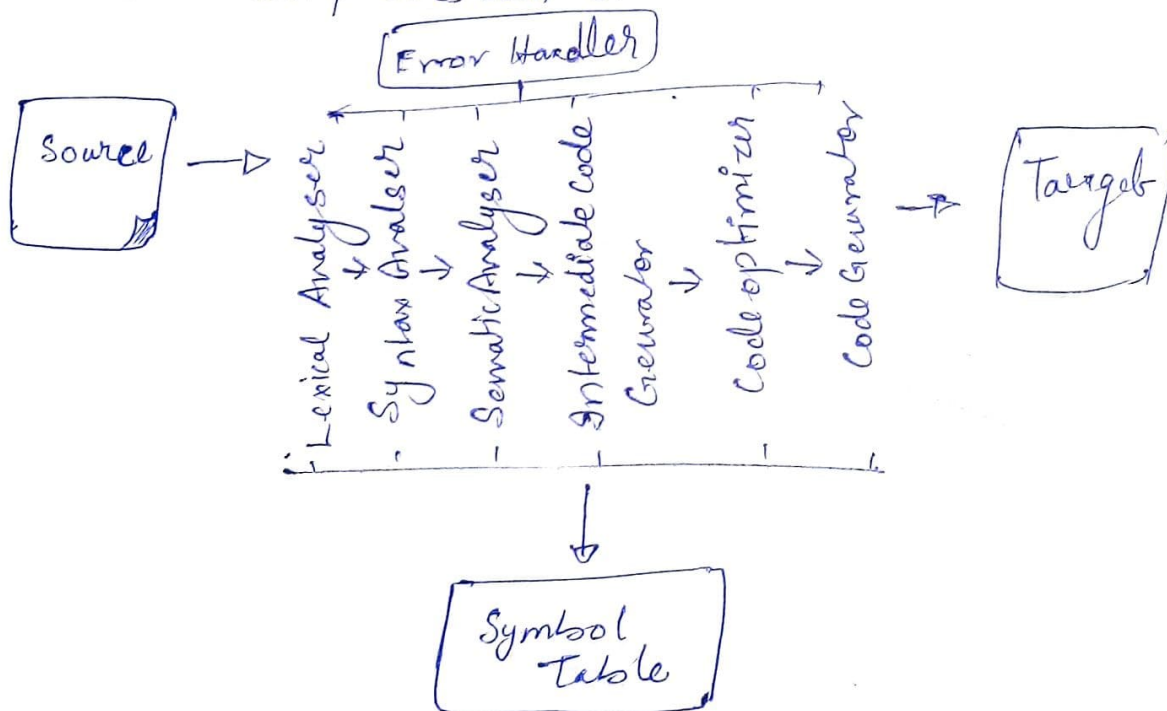 Error Handler
Source
Lexical Analyser
Syntax Analser
Sematic Analyser
Intermediate Code
Generator
Code optimizer
Code Generator
Target
Symbol
Table